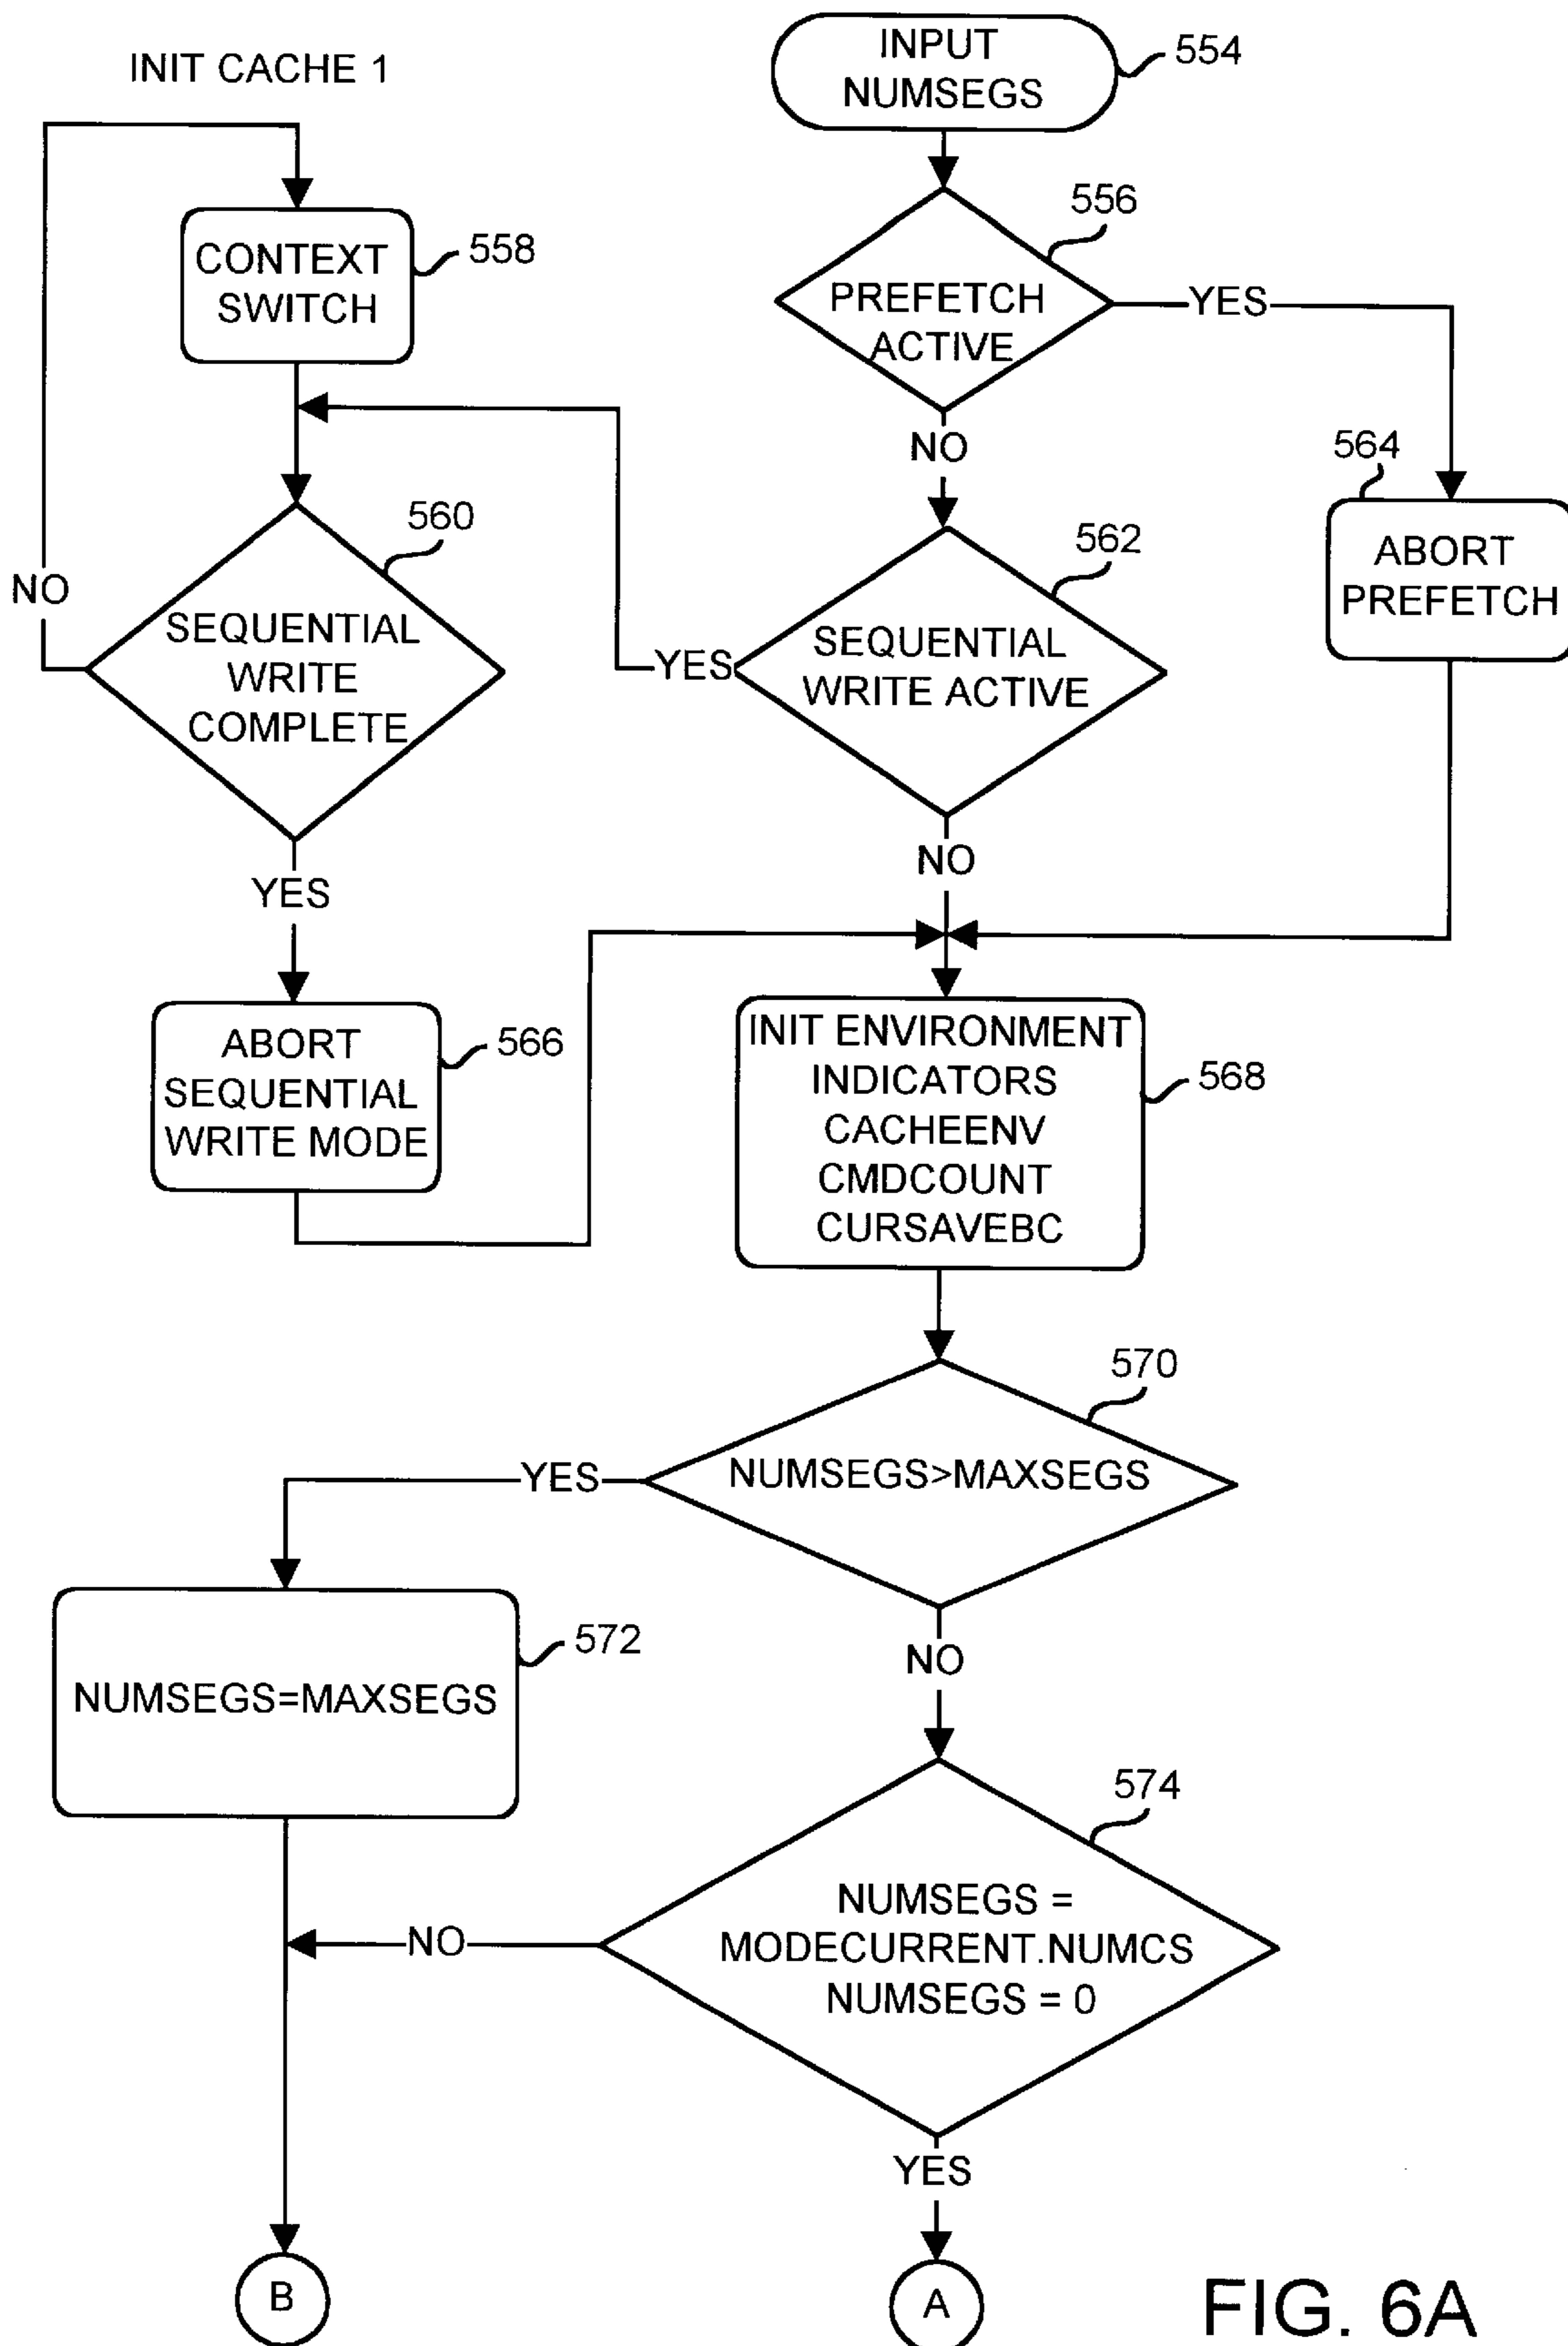 INIT CACHE 1
INPUT
NUMSEGS
554
556
PREFETCH
ACTIVE
YES
NO
CONTEXT
SWITCH
558
564
ABORT
PREFETCH
560
SEQUENTIAL
WRITE
COMPLETE
NO
YES
562
SEQUENTIAL
WRITE ACTIVE
YES
NO
ABORT
SEQUENTIAL
WRITE MODE
566
INIT ENVIRONMENT
INDICATORS
CACHEENV
CMDCOUNT
CURSAVEBC
568
570
NUMSEGS>MAXSEGS
YES
NO
572
NUMSEGS=MAXSEGS
574
NUMSEGS =
MODECURRENT.NUMCS
NUMSEGS = 0
NO
YES
B
A
FIG. 6A